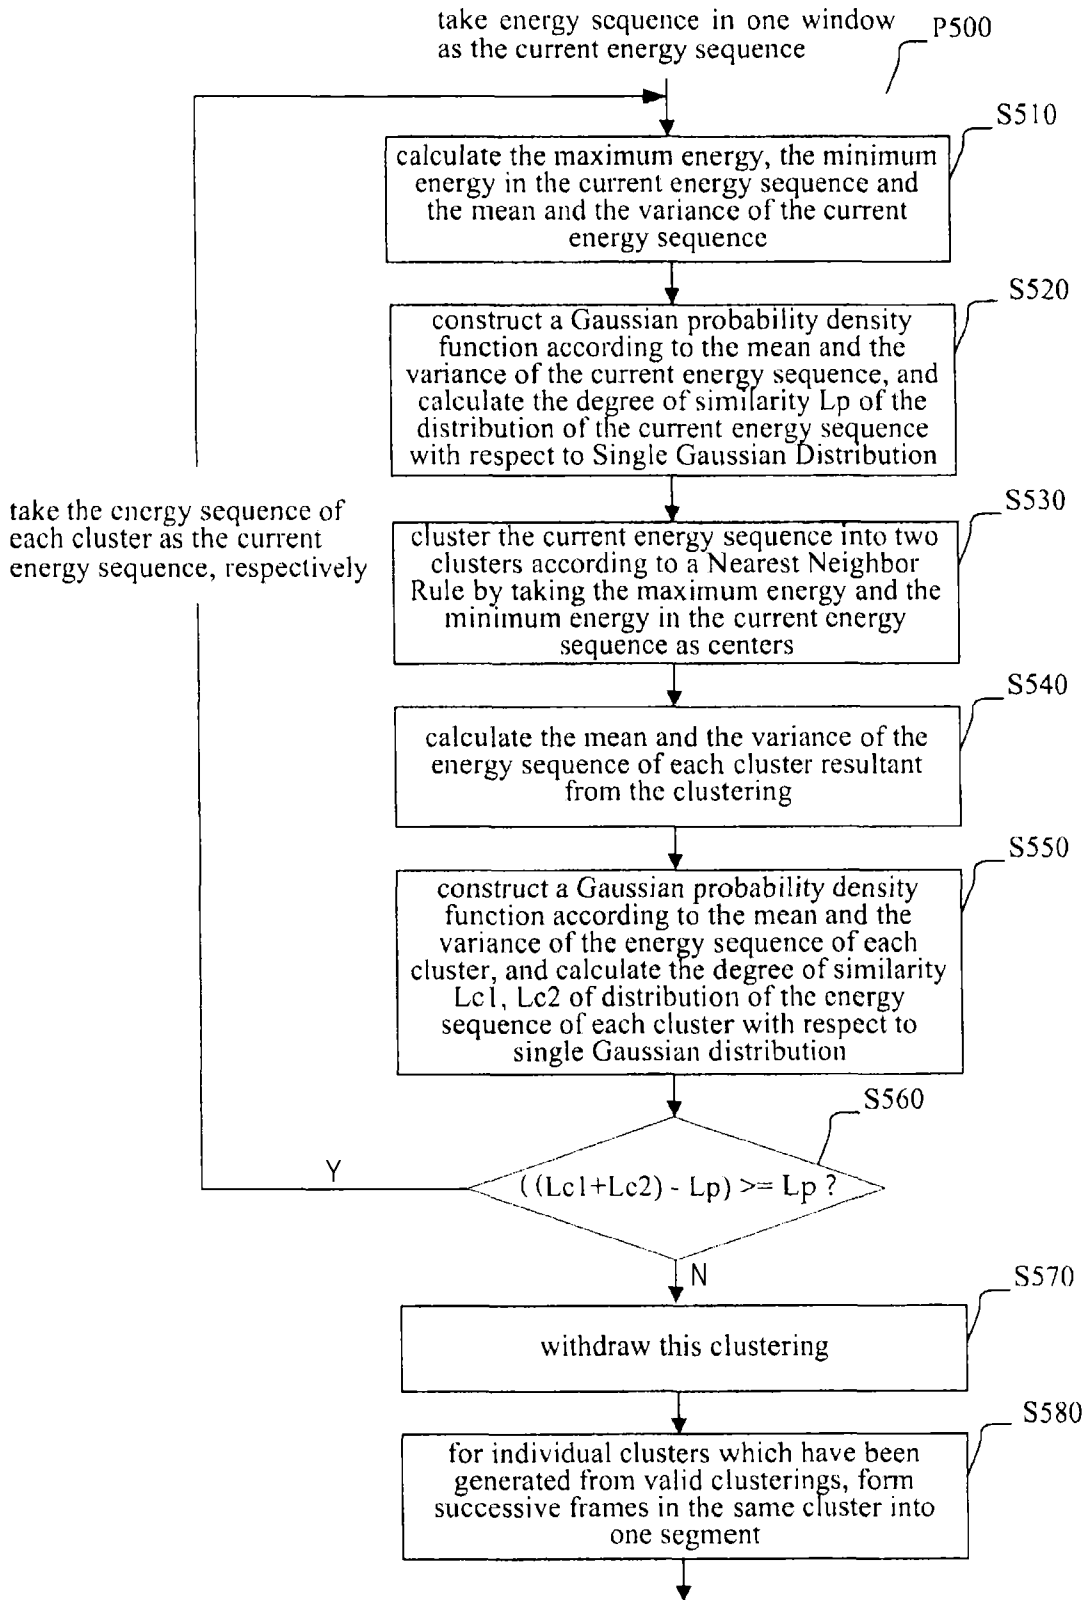 take energy sequence in one window
as the current energy sequence
P500
S510
calculate the maximum energy, the minimum
energy in the current energy sequence and
the mean and the variance of the current
energy sequence
S520
construct a Gaussian probability density
function according to the mean and the
variance of the current energy sequence, and
calculate the degree of similarity Lp of the
distribution of the current energy sequence
with respect to Single Gaussian Distribution
take the energy sequence of
each cluster as the current
energy sequence, respectively
S530
cluster the current energy sequence into two
clusters according to a Nearest Neighbor
Rule by taking the maximum energy and the
minimum energy in the current energy
sequence as centers
S540
calculate the mean and the variance of the
energy sequence of each cluster resultant
from the clustering
S550
construct a Gaussian probability density
function according to the mean and the
variance of the energy sequence of each
cluster, and calculate the degree of similarity
Lc1, Lc2 of distribution of the energy
sequence of each cluster with respect to
single Gaussian distribution
S560
Y
((Lc1+Lc2) - Lp) >= Lp ?
N
S570
withdraw this clustering
S580
for individual clusters which have been
generated from valid clusterings, form
successive frames in the same cluster into
one segment